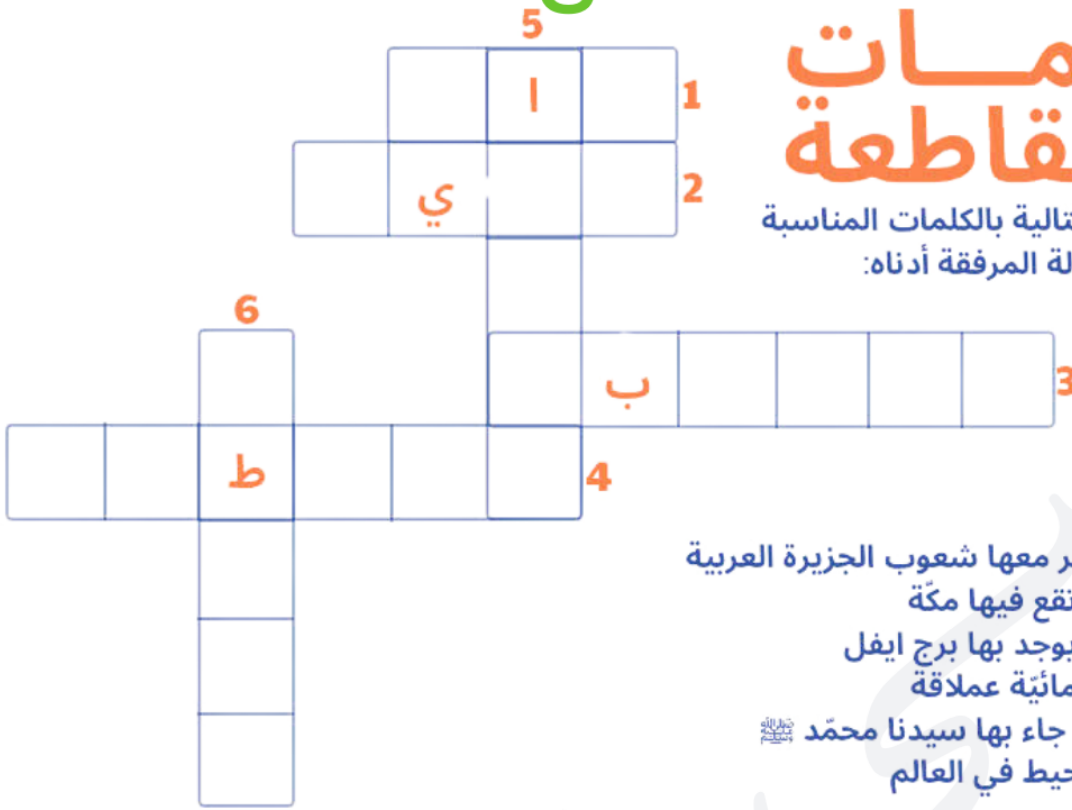 مـــات
قاطعة
تالية بالكلمات المناسبة
لة المرفقة أدناه:
5
ا 1
2 ي
6
3 ب
4 ط
ر معها شعوب الجزيرة العربية
تقع فيها مكّة
يوجد بها برج ايفل
مائيّة عملاقة
جاء بها سيدنا محمّد ﷺ
حيط في العالم